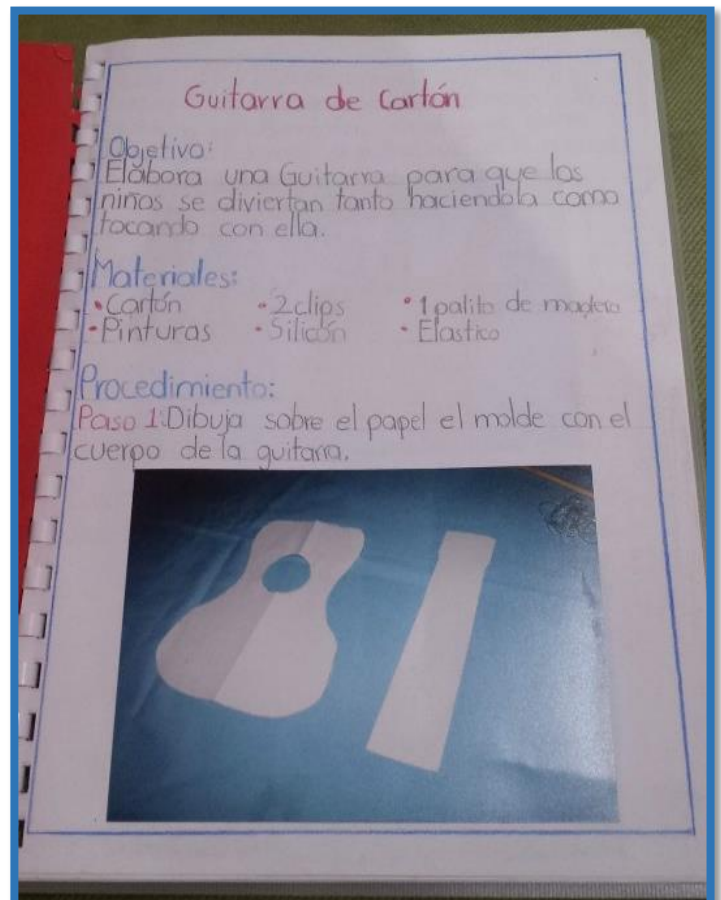 Guitarra de Cartón
Objetivo:
Elabora una Guitarra para que los
niños se diviertan tanto haciendola como
tocando con ella.
Materiales:
•Cartón •2 clips •1 palito de madera
•Pinturas •Silicón •Elastico
Procedimiento:
Paso 1:Dibuja sobre el papel el molde con el
cuerpo de la guitarra.